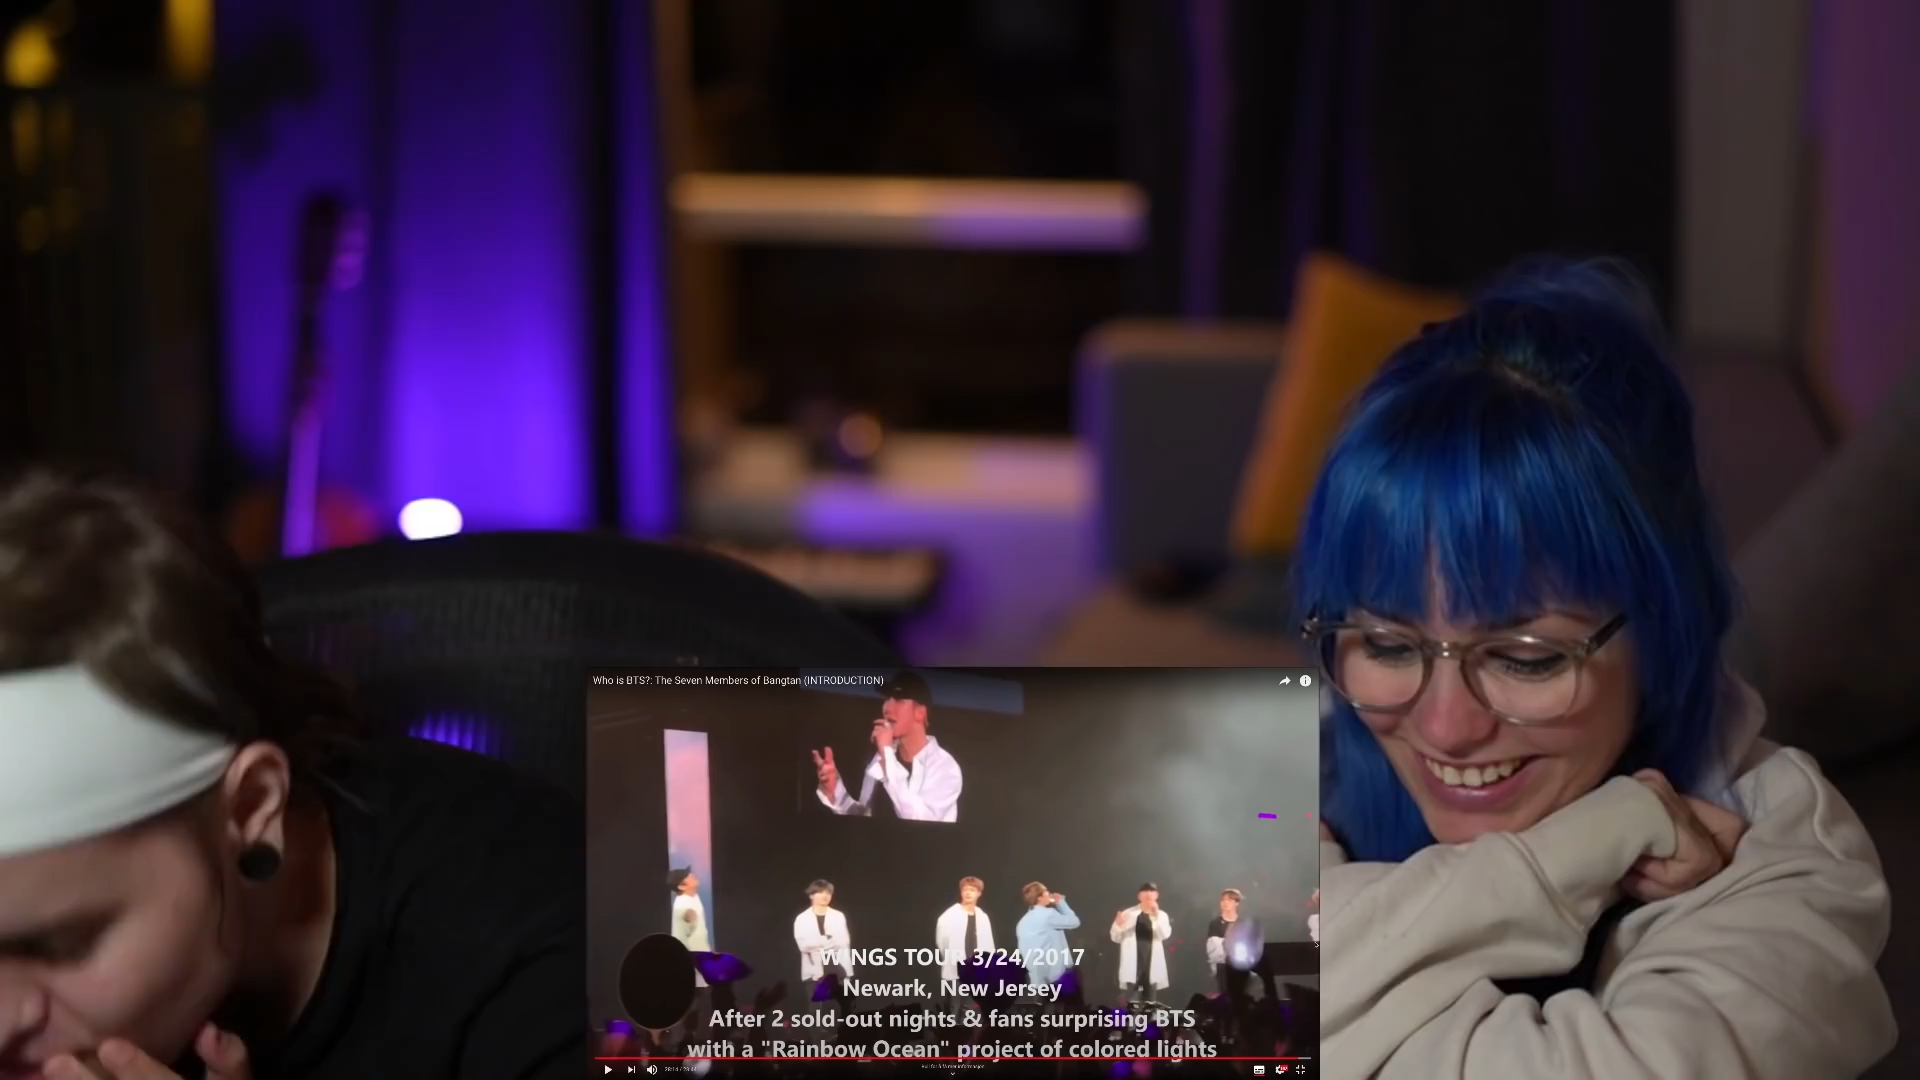 Who is BTS?: The Seven Members of Bangtan (INTRODUCTION)
WINGS TOUR 3/24/2017
Newark, New Jersey
After 2 sold-out nights & fans surprising BTS
with a "Rainbow Ocean" project of colored lights